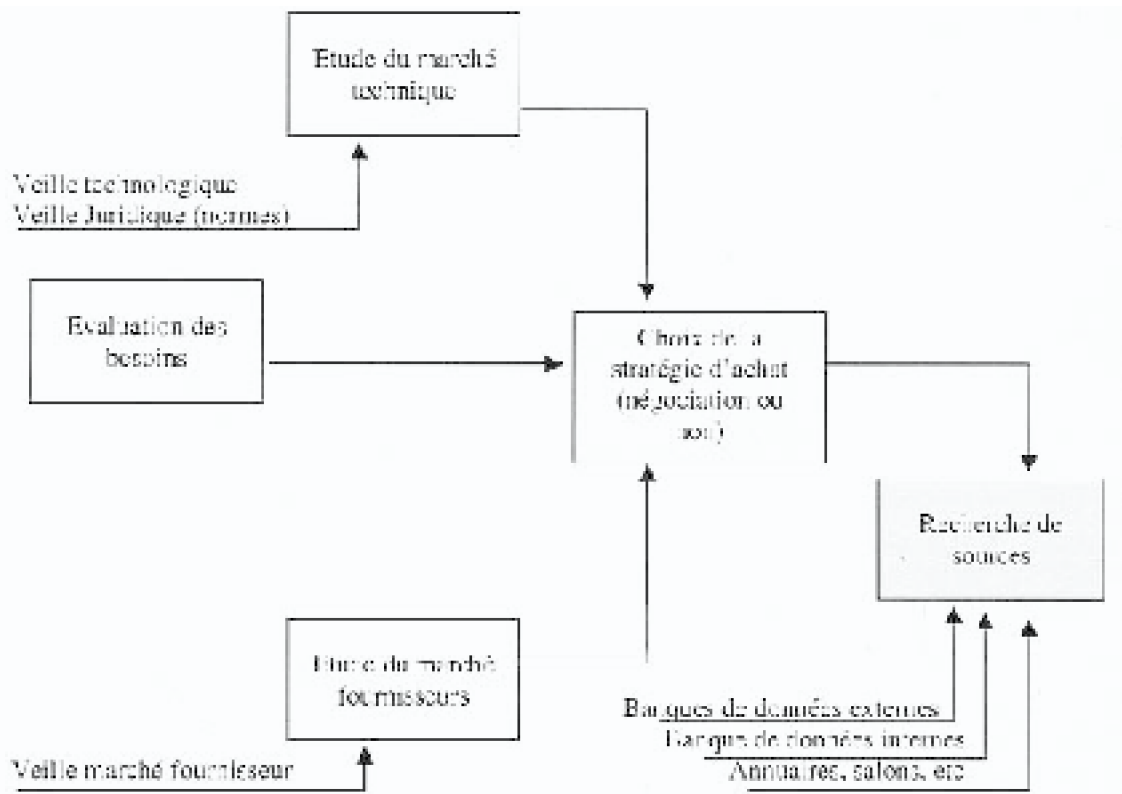 Etude du marché
technique
Veille technologique
Veille Juridique (normes)
Evaluation des
besoins
Choix de la
stratégie d'achat
(négociation ou
non)
Recherche de
sources
Etude du marché
fournisseurs
Veille marché fournisseur
Banques de données externes
Banque de données internes
Annuaires, salons, etc